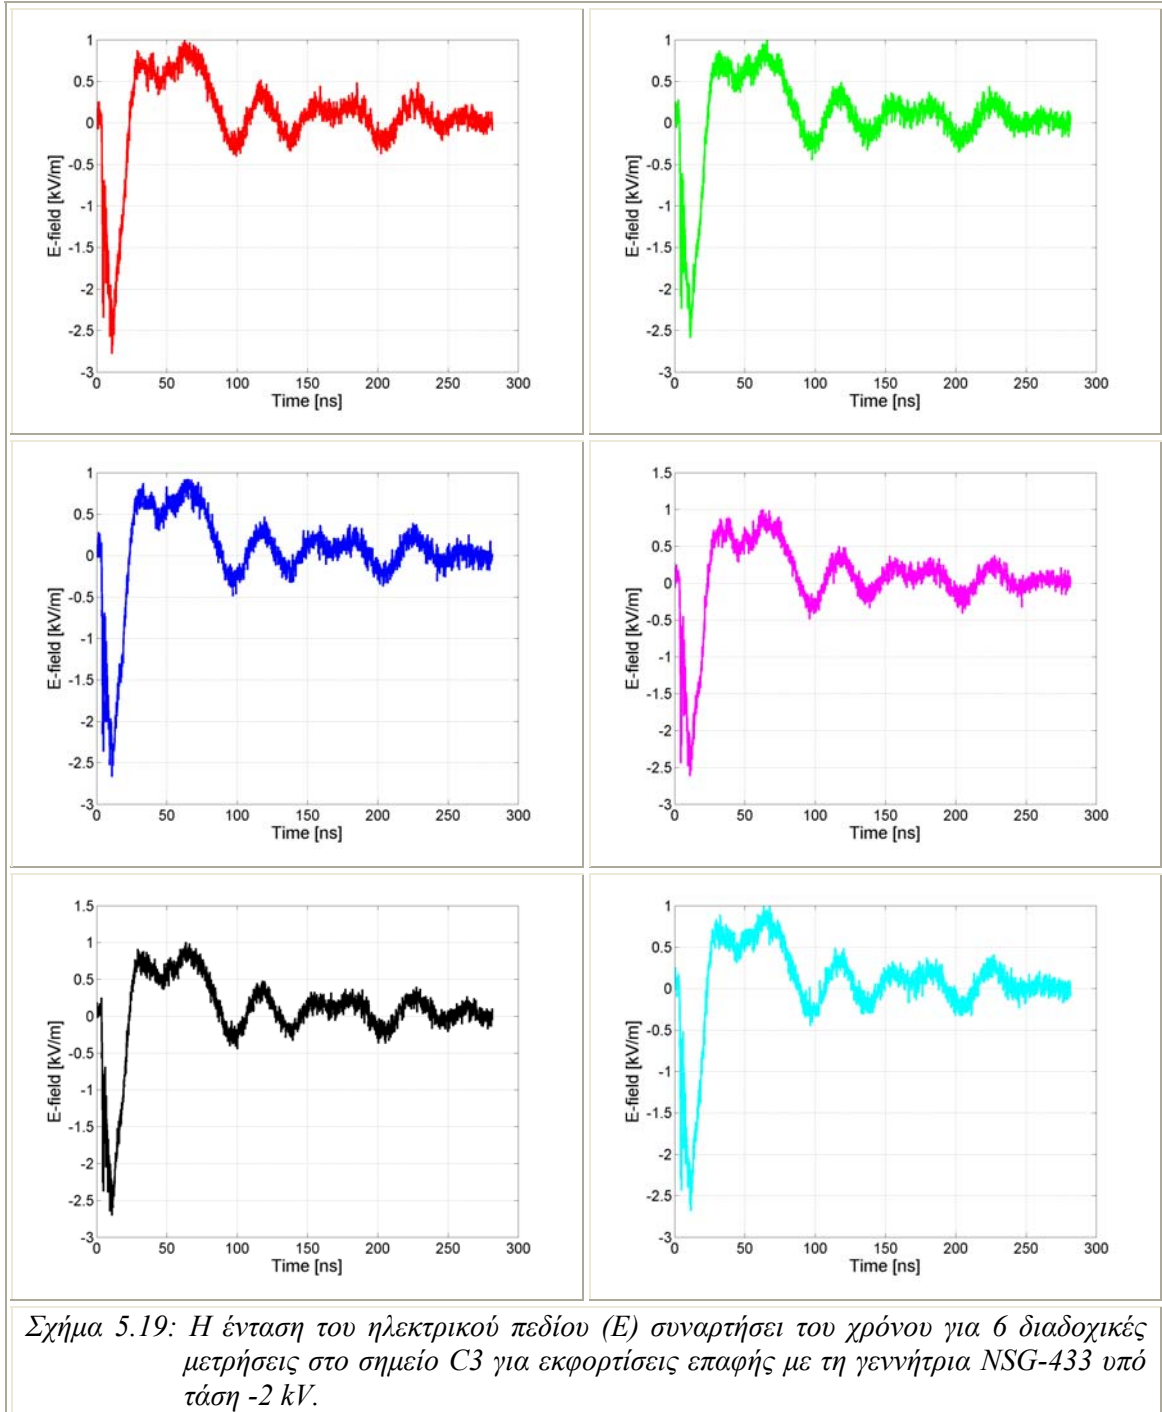 1
0.5
0
-0.5
-1
-1.5
-2
-2.5
-3
E-field [kV/m]
0 50 100 150 200 250 300
Time [ns]
1
0.5
0
-0.5
-1
-1.5
-2
-2.5
-3
E-field [kV/m]
0 50 100 150 200 250 300
Time [ns]
1
0.5
0
-0.5
-1
-1.5
-2
-2.5
-3
E-field [kV/m]
0 50 100 150 200 250 300
Time [ns]
1.5
1
0.5
0
-0.5
-1
-1.5
-2
-2.5
-3
E-field [kV/m]
0 50 100 150 200 250 300
Time [ns]
1.5
1
0.5
0
-0.5
-1
-1.5
-2
-2.5
-3
E-field [kV/m]
0 50 100 150 200 250 300
Time [ns]
1
0.5
0
-0.5
-1
-1.5
-2
-2.5
-3
E-field [kV/m]
0 50 100 150 200 250 300
Time [ns]
Σχήμα 5.19: Η ένταση του ηλεκτρικού πεδίου (E) συναρτήσει του χρόνου για 6 διαδοχικές
μετρήσεις στο σημείο C3 για εκφορτίσεις επαφής με τη γεννήτρια NSG-433 υπό
τάση -2 kV.